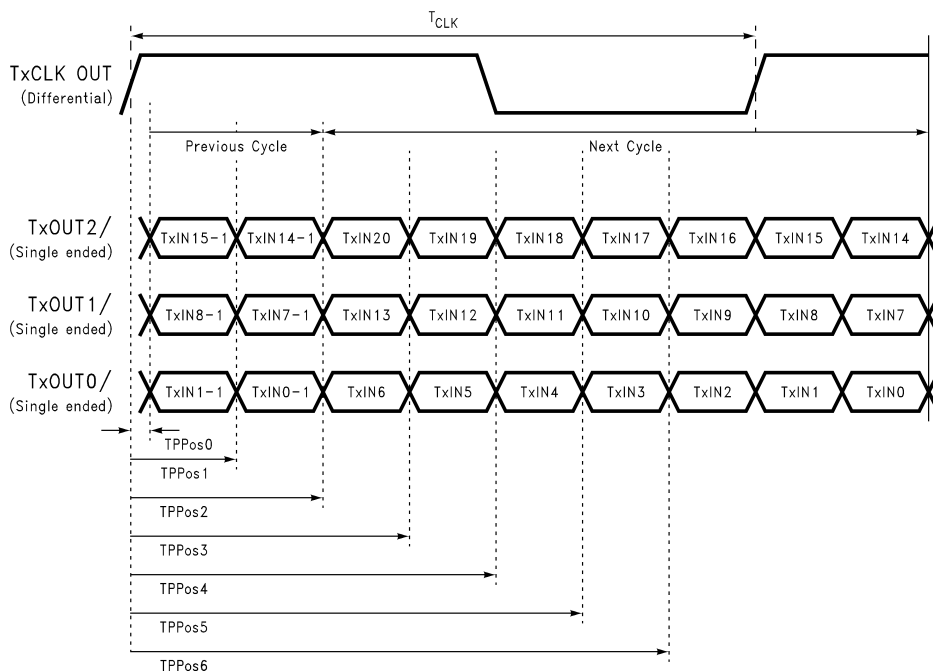 TCLK
TxCLK OUT
(Differential)
Previous Cycle
Next Cycle
TxOUT2/
(Single ended)
TxIN15-1 TxIN14-1 TxIN20 TxIN19 TxIN18 TxIN17 TxIN16 TxIN15 TxIN14
TxOUT1/
(Single ended)
TxIN8-1 TxIN7-1 TxIN13 TxIN12 TxIN11 TxIN10 TxIN9 TxIN8 TxIN7
TxOUT0/
(Single ended)
TxIN1-1 TxIN0-1 TxIN6 TxIN5 TxIN4 TxIN3 TxIN2 TxIN1 TxIN0
TPPos0
TPPos1
TPPos2
TPPos3
TPPos4
TPPos5
TPPos6